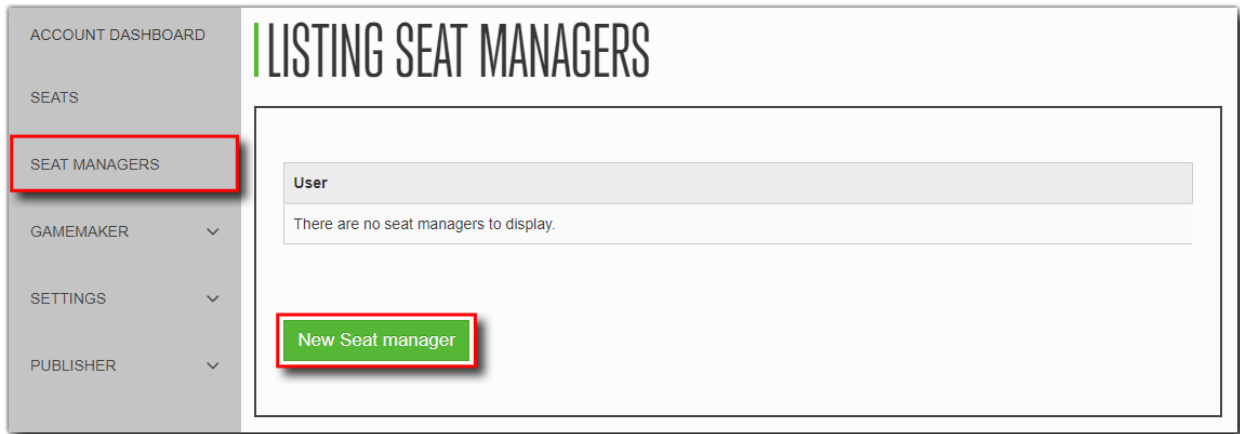 ACCOUNT DASHBOARD
SEATS
SEAT MANAGERS
GAMEMAKER
SETTINGS
PUBLISHER
LISTING SEAT MANAGERS
User
There are no seat managers to display.
New Seat manager